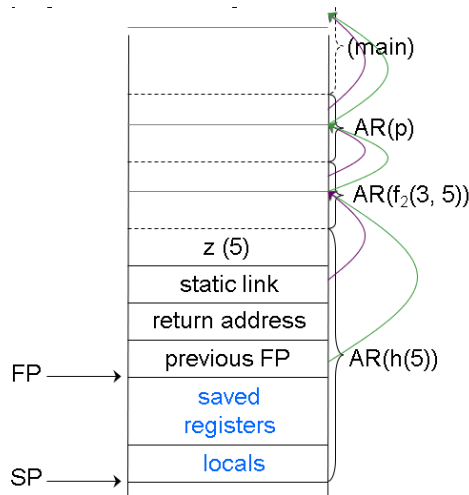 (main)
AR(p)
AR(f₂(3, 5))
z (5)
static link
return address
previous FP
AR(h(5))
FP
saved
registers
locals
SP